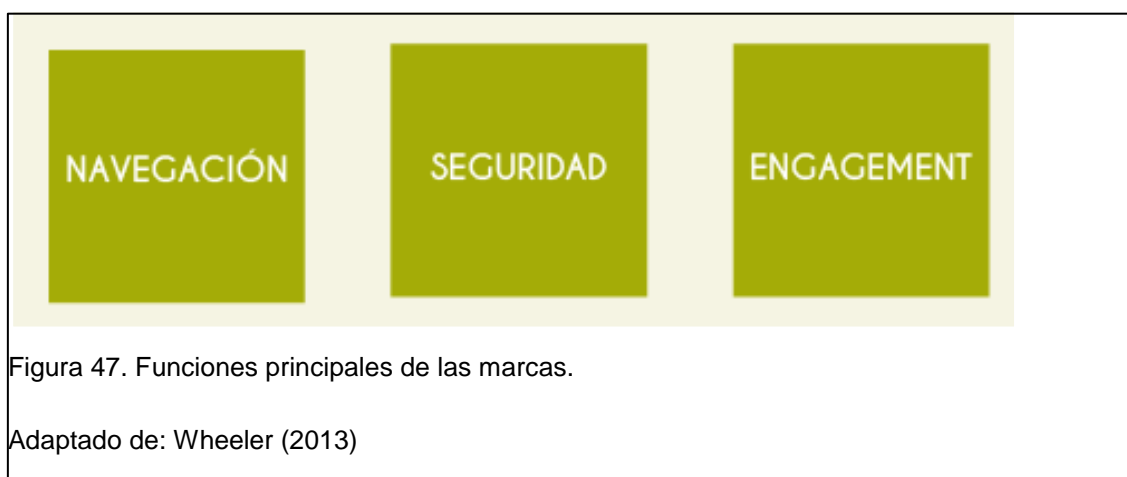 NAVEGACIÓN SEGURIDAD ENGAGEMENT
Figura 47. Funciones principales de las marcas.
Adaptado de: Wheeler (2013)